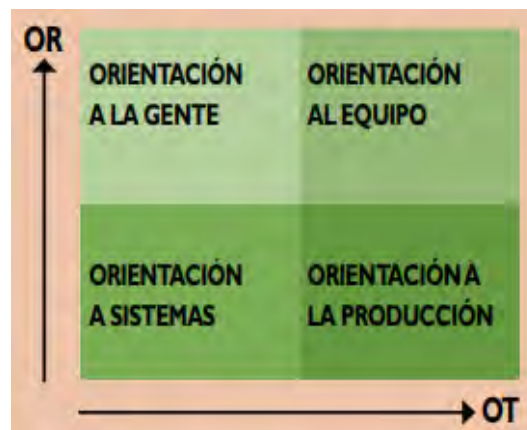 OR
ORIENTACIÓN
A LA GENTE
ORIENTACIÓN
AL EQUIPO
ORIENTACIÓN
A SISTEMAS
ORIENTACIÓN A
LA PRODUCCIÓN
OT